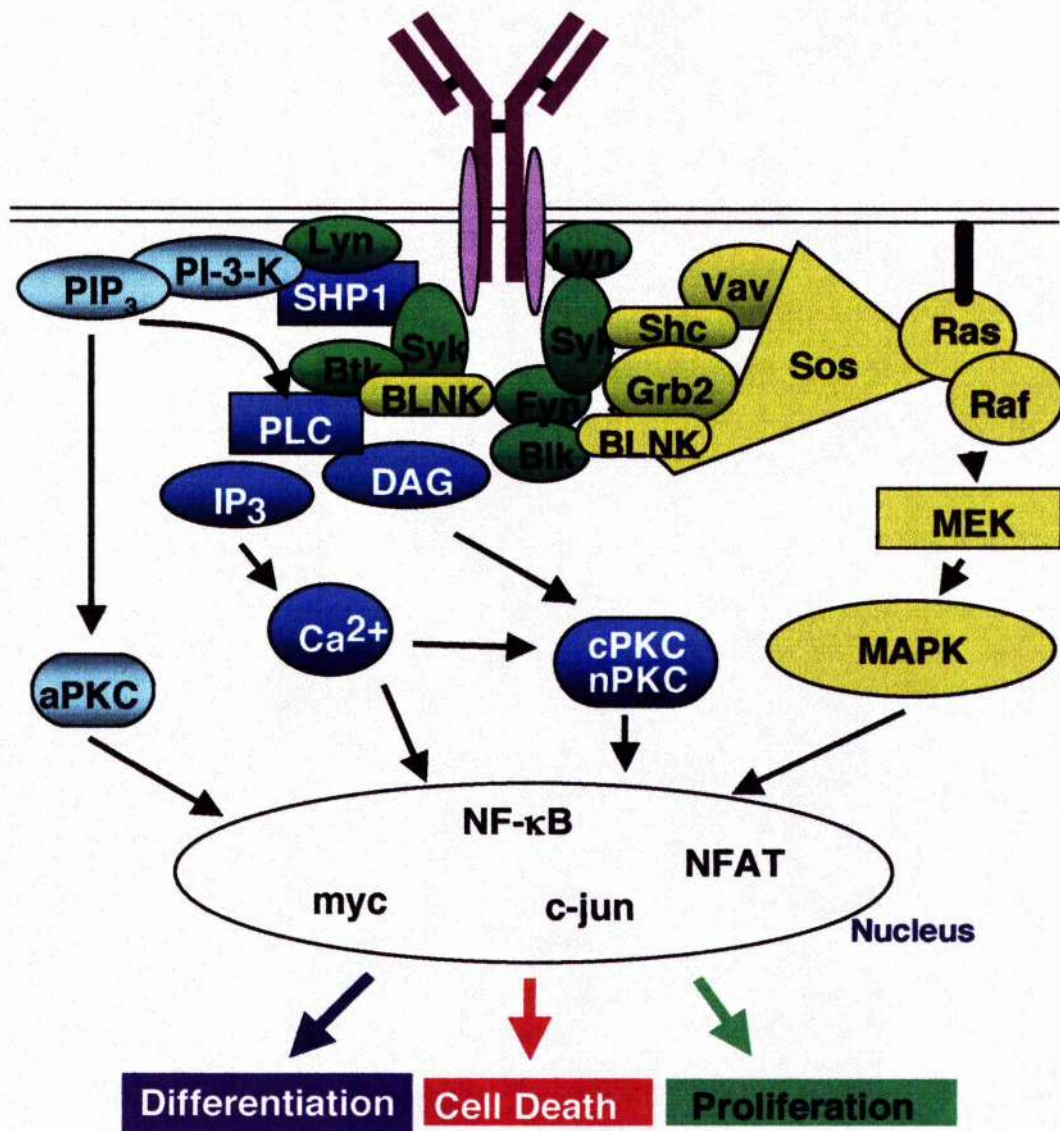 Lyn
PI-3-K
PIP3
SHP1
Lyn
Vav
Syk
Syk
Shc
Ras
Sos
Btk
BLNK
Fyn
Grb2
Raf
PLC
Blk
BLNK
DAG
IP3
MEK
Ca2+
cPKC
nPKC
MAPK
aPKC
NF-κB
NFAT
myc
c-jun
Nucleus
Differentiation
Cell Death
Proliferation